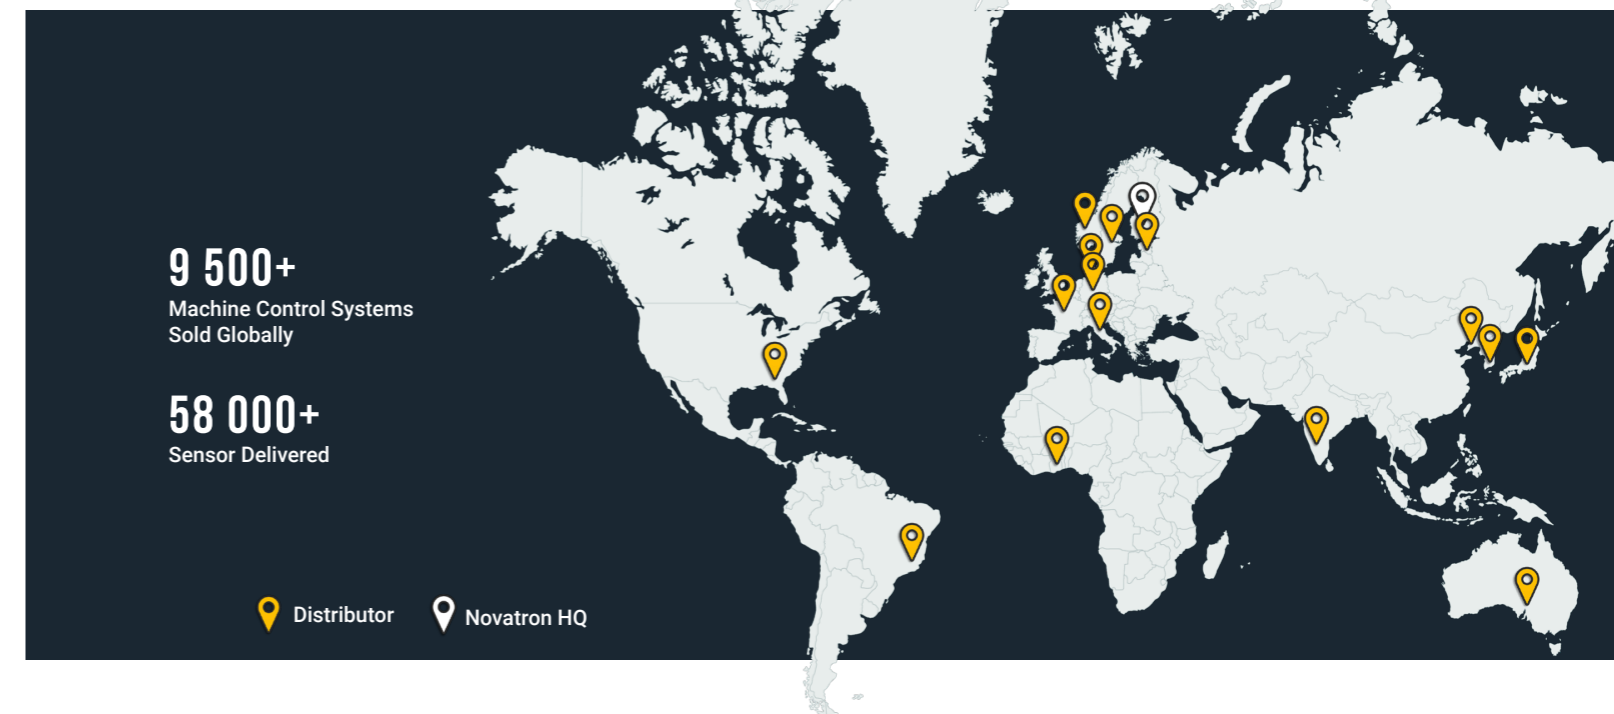 9 500+
Machine Control Systems
Sold Globally
58 000+
Sensor Delivered
Distributor
Novatron HQ